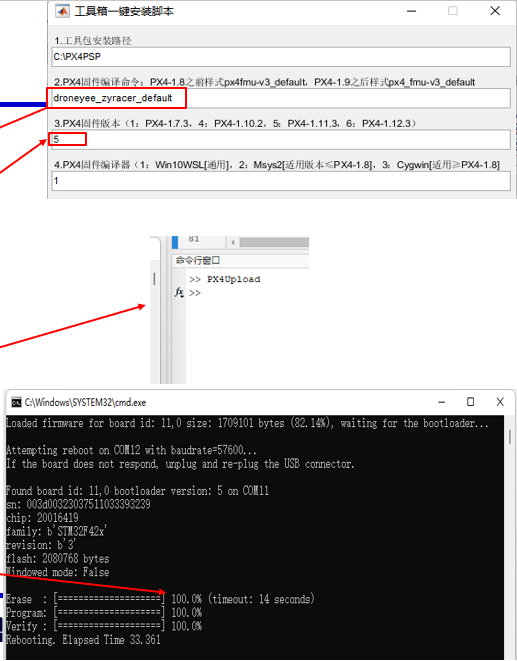 工具箱一键安装脚本
1.工具包安装路径
C:\PX4PSP
2.PX4固件编译命令：PX4-1.8之前样式px4fmu-v3_default，PX4-1.9之后样式px4_fmu-v3_default
droneyee_zyracer_default
3.PX4固件版本（1：PX4-1.7.3，4：PX4-1.10.2，5：PX4-1.11.3，6：PX4-1.12.3）
5
4.PX4固件编译器（1：Win10WSL[通用]，2：Msys2[适用版本≤PX4-1.8]，3：Cygwin[适用≥PX4-1.8]
1
81
命令行窗口
>> PX4Upload
fx >>
C:\Windows\SYSTEM32\cmd.exe
Loaded firmware for board id: 11,0 size: 1709101 bytes (82.14%), waiting for the bootloader...
Attempting reboot on COM12 with baudrate=57600...
If the board does not respond, unplug and re-plug the USB connector.
Found board id: 11,0 bootloader version: 5 on COM11
sn: 003d00323037511033393239
chip: 20016419
family: b'STM32F42x'
revision: b'3'
flash: 2080768 bytes
Windowed mode: False
Erase : [====================] 100.0% (timeout: 14 seconds)
Program: [====================] 100.0%
Verify : [====================] 100.0%
Rebooting. Elapsed Time 33.361